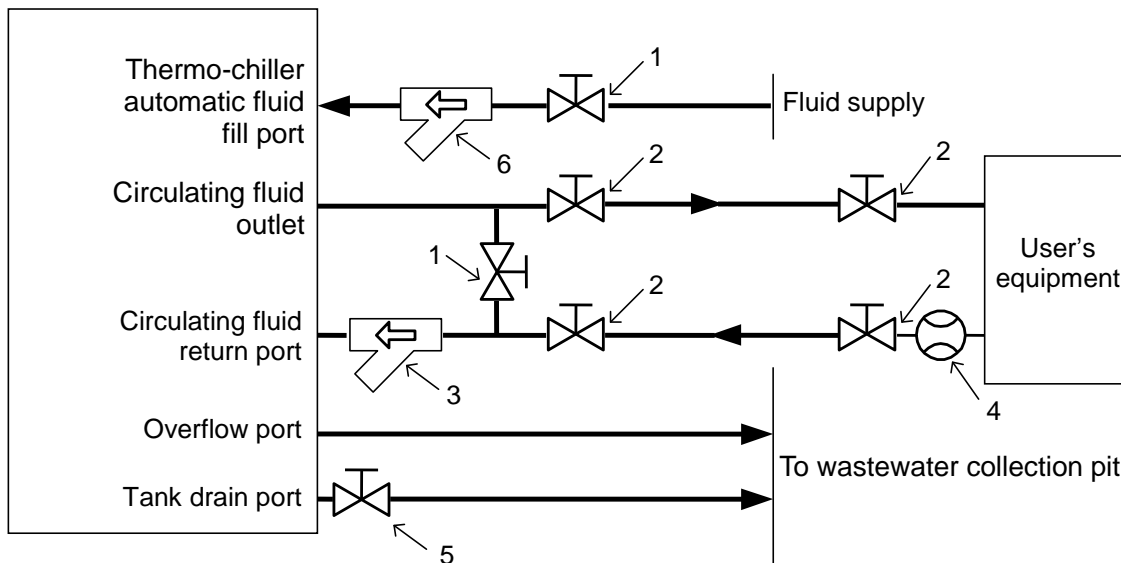 Thermo-chiller
automatic fluid
fill port
1
Fluid supply
6
Circulating fluid
outlet
2
2
1
User's
equipment
Circulating fluid
return port
2
2
3
4
Overflow port
To wastewater collection pit
Tank drain port
5